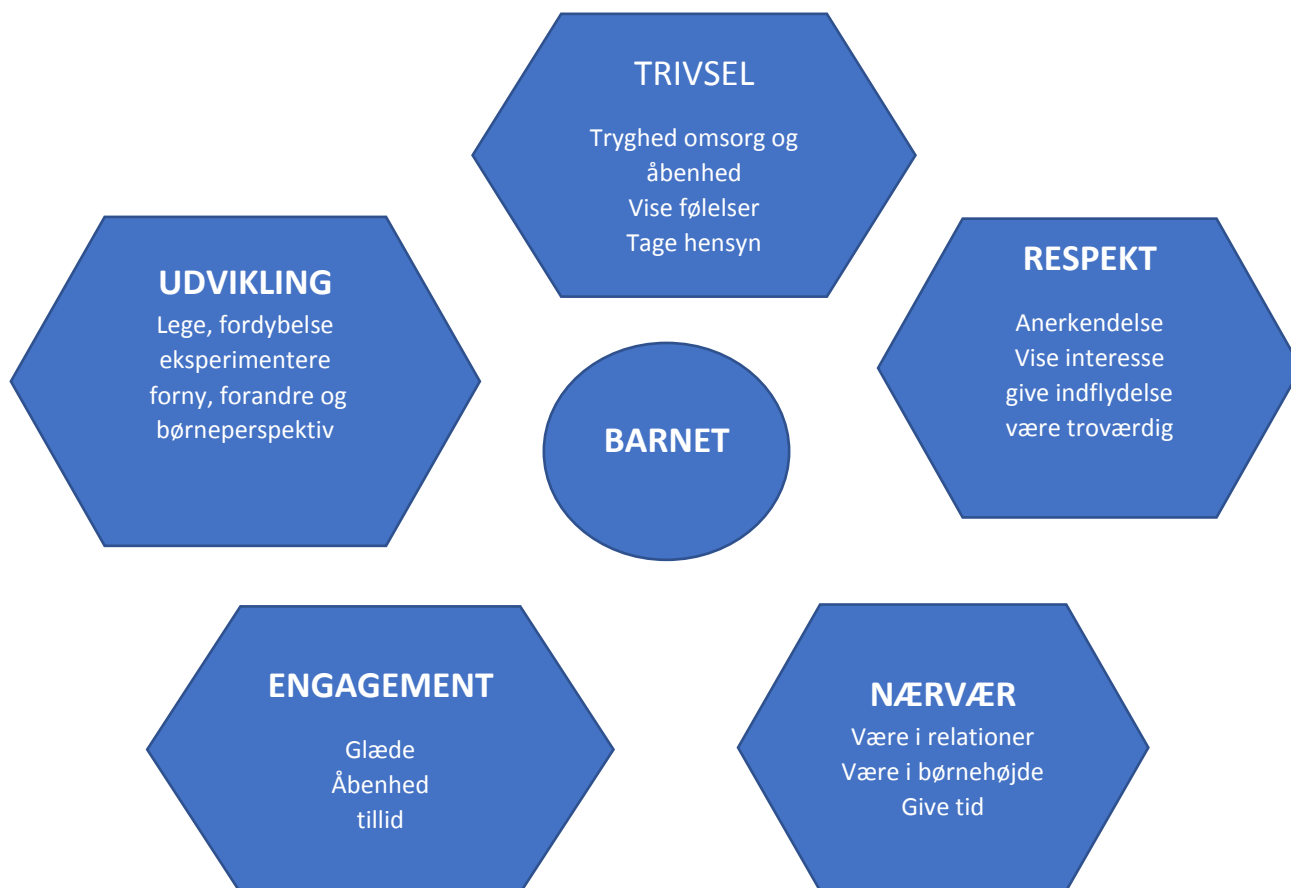 TRIVSEL
Tryghed omsorg og
åbenhed
Vise følelser
Tage hensyn
UDVIKLING
Lege, fordybelse
eksperimentere
forny, forandre og
børneperspektiv
RESPEKT
Anerkendelse
Vise interesse
give indflydelse
være troværdig
BARNET
ENGAGEMENT
Glæde
Åbenhed
tillid
NÆRVÆR
Være i relationer
Være i børnehøjde
Give tid